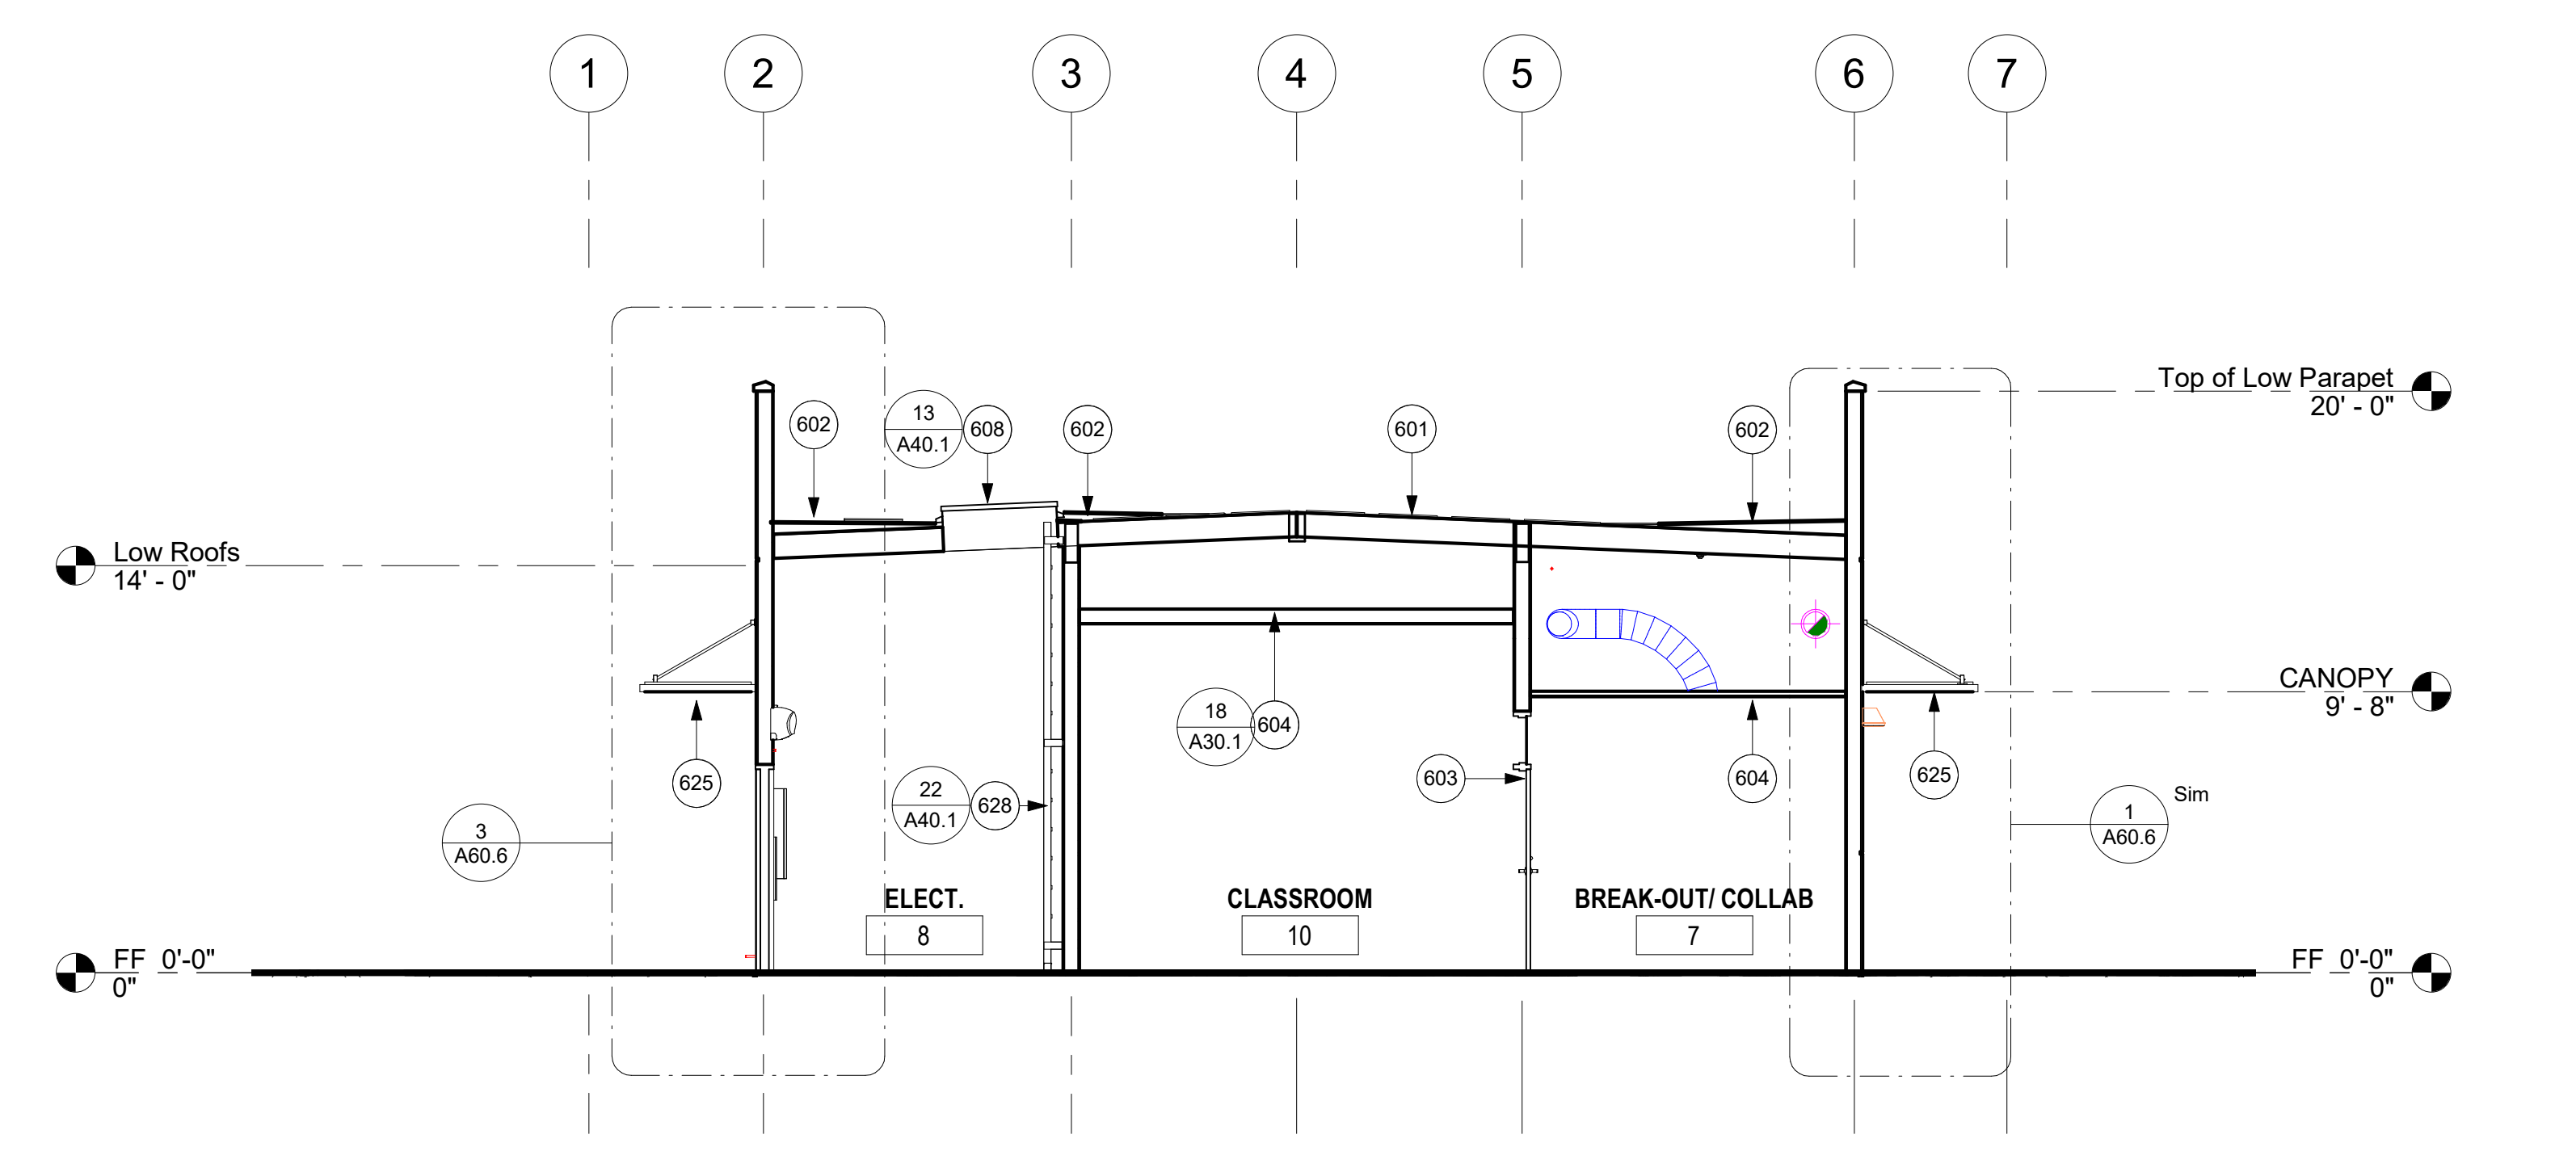 1
2
3
4
5
6
7
Top of Low Parapet
20' - 0"
602
13
A40.1
608
602
601
602
Low Roofs
14' - 0"
CANOPY
9' - 8"
18
A30.1
604
625
22
A40.1
628
603
604
625
Sim
1
A60.6
3
A60.6
ELECT.
8
CLASSROOM
10
BREAK-OUT/ COLLAB
7
FF 0'-0"
0"
FF 0'-0"
0"